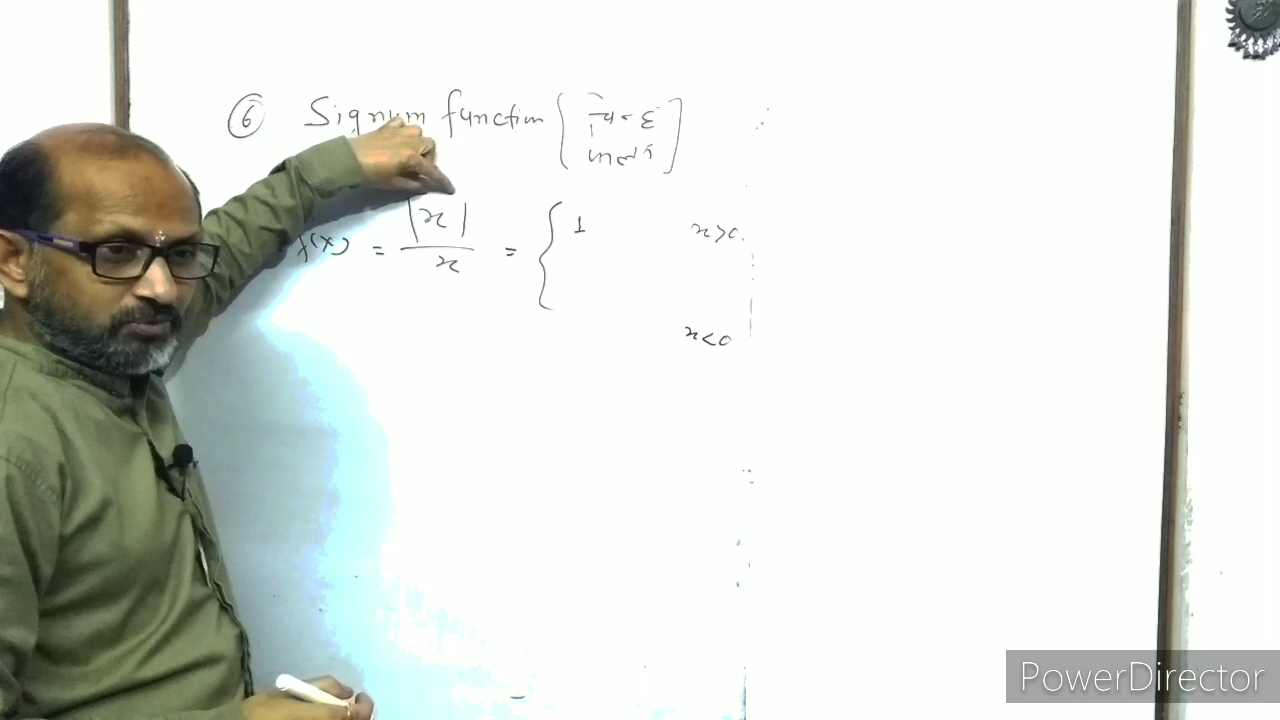 ⑥ Signum function
f(x) = |x|/x = { 1 x>0
x<0
PowerDirector